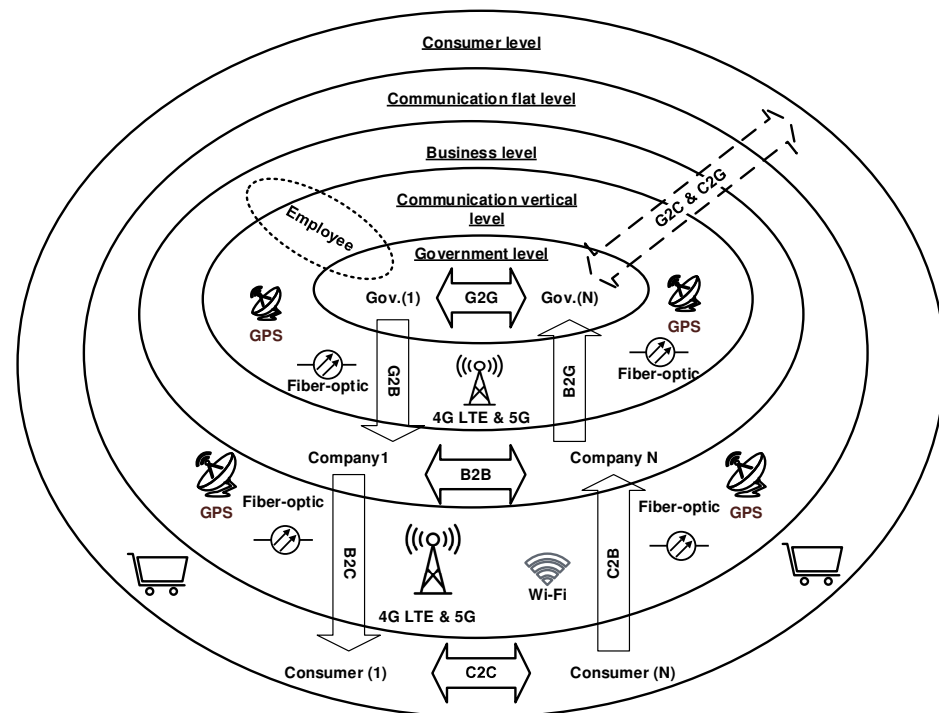 Consumer level
Communication flat level
Business level
Communication vertical
level
Employee
G2C & C2G
Government level
Gov.(1)
G2G
Gov.(N)
GPS
GPS
G2B
B2G
Fiber-optic
Fiber-optic
4G LTE & 5G
Company1
B2B
Company N
Fiber-optic
Fiber-optic
GPS
GPS
B2C
C2B
Wi-Fi
4G LTE & 5G
Consumer (1)
C2C
Consumer (N)